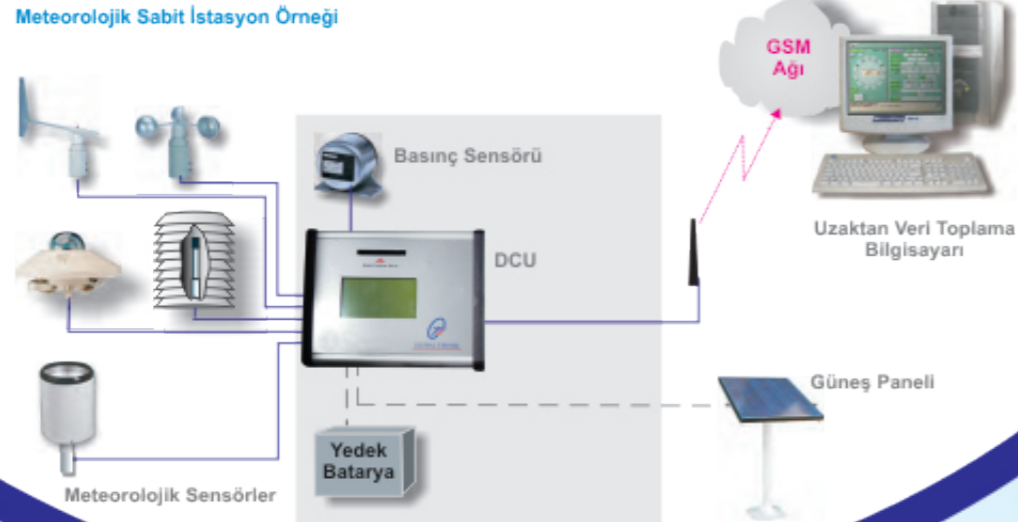 Meteorolojik Sabit İstasyon Örneği
GSM
Ağı
Basınç Sensörü
Uzaktan Veri Toplama
Bilgisayarı
DCU
Güneş Paneli
Yedek
Batarya
Meteorolojik Sensörler